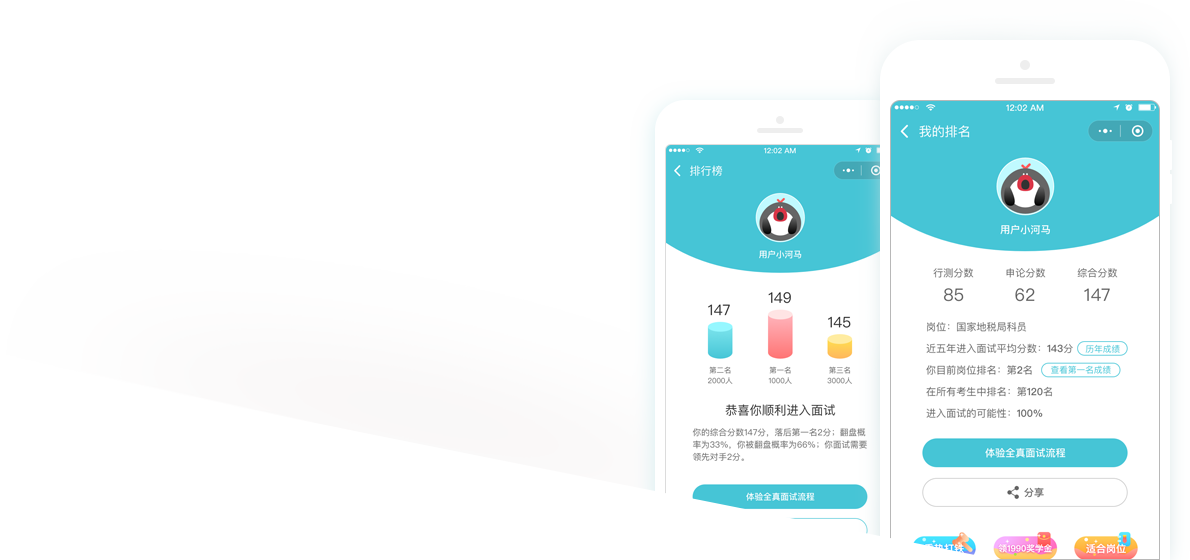 12:02 AM
排行榜
用户小河马
149
147
145
第二名
第一名
第三名
2000人
1000人
3000人
恭喜你顺利进入面试
你的综合分数147分，落后第一名2分；翻盘概
率为33%，你被翻盘概率为66%；你面试需要
领先对手2分。
体验全真面试流程
12:02 AM
我的排名
用户小河马
行测分数 申论分数 综合分数
85 62 147
岗位：国家地税局科员
近五年进入面试平均分数：143分 历年成绩
你目前岗位排名：第2名 查看第一名成绩
在所有考生中排名：第120名
进入面试的可能性：100%
体验全真面试流程
分享
领1990奖学金
适合岗位